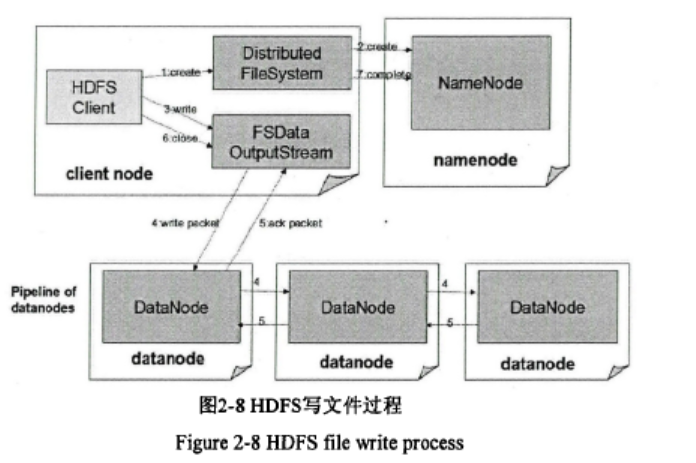 Distributed
FileSystem
2:create
7:complete
NameNode
namenode
HDFS
Client
1:create
3:write
6:close
FSData
OutputStream
client node
4:write packet
5:ack packet
Pipeline of
datanodes
DataNode
datanode
4
5
DataNode
datanode
4
5
DataNode
datanode
图2-8 HDFS写文件过程
Figure 2-8 HDFS file write process